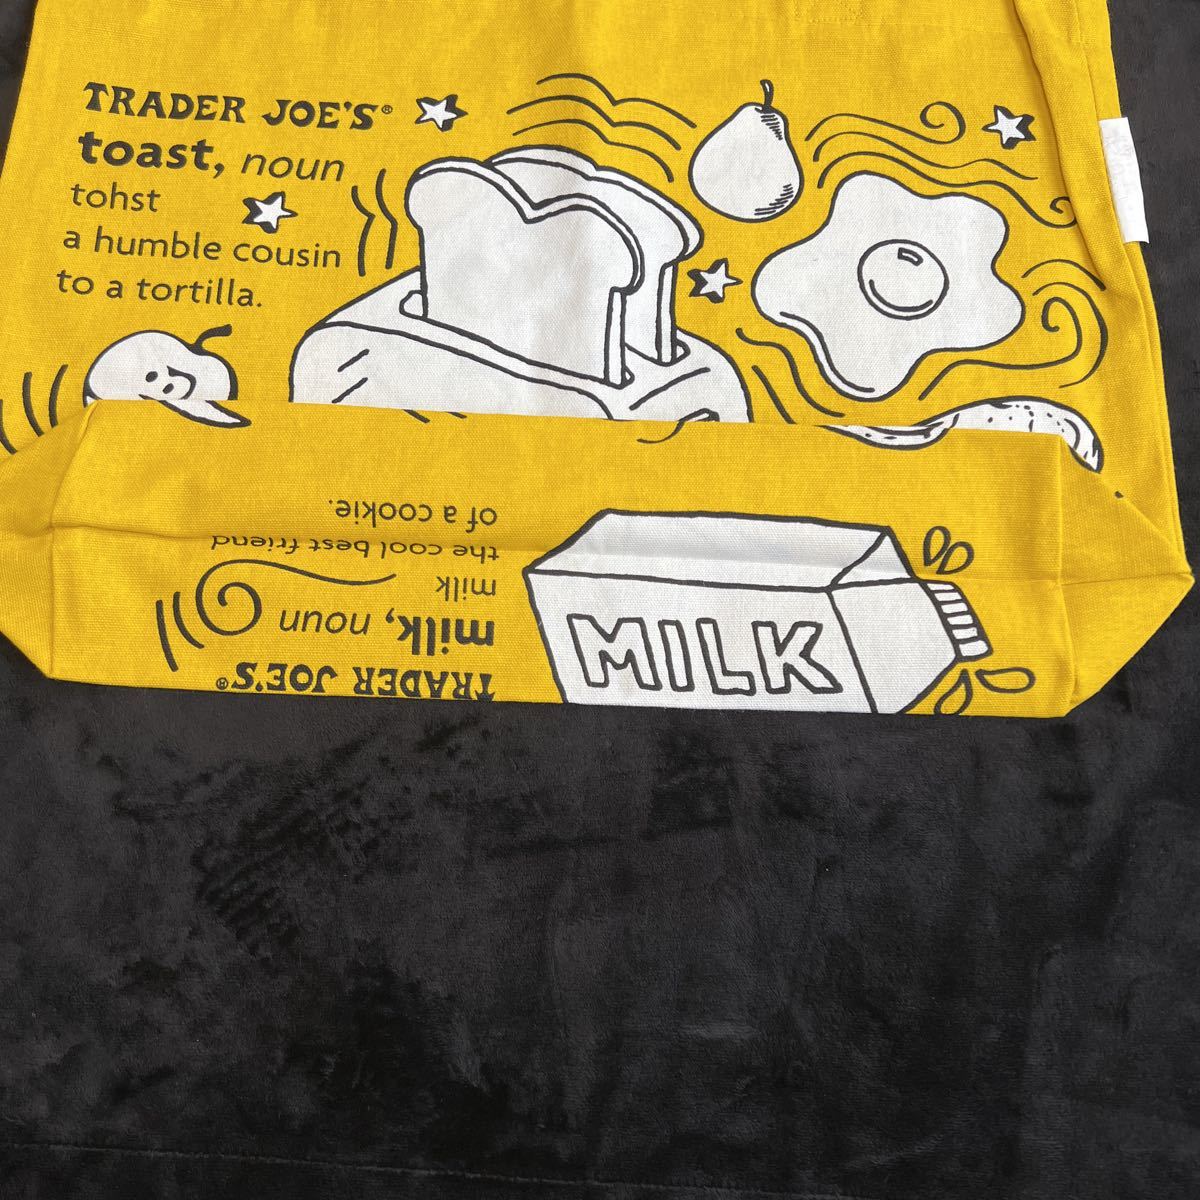 TRADER JOE'S®
toast, noun
tohst
a humble cousin
to a tortilla.
TRADER JOE'S®
milk, noun
milk
the cool best friend
of a cookie.
MILK